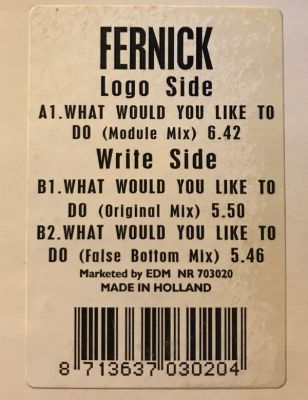 FERNICK
Logo Side
A1.WHAT WOULD YOU LIKE TO
DO (Module Mix) 6.42
Write Side
B1.WHAT WOULD YOU LIKE TO
DO (Original Mix) 5.50
B2.WHAT WOULD YOU LIKE TO
DO (False Bottom Mix) 5.46
Marketed by EDM NR 703020
MADE IN HOLLAND
8 713637 030204